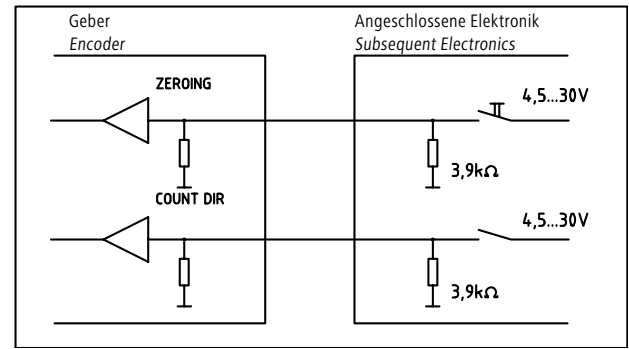 Geber
Encoder
Angeschlossene Elektronik
Subsequent Electronics
ZEROING
4,5...30V
3,9kΩ
COUNT DIR
4,5...30V
3,9kΩ